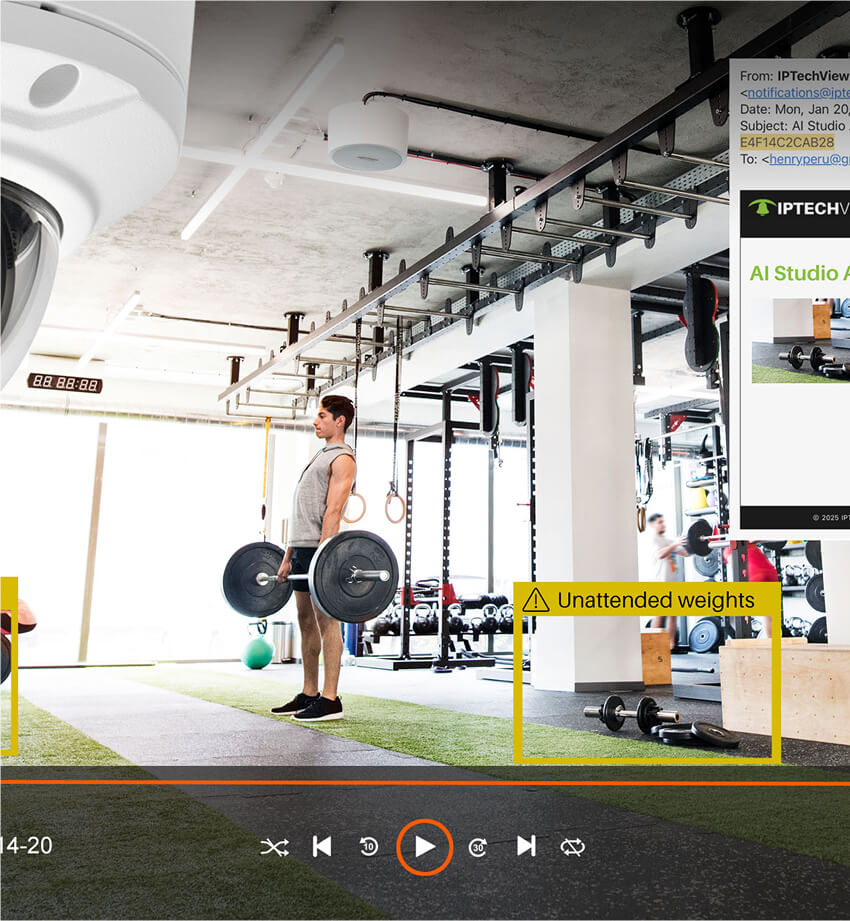 From: IPTechView
<notifications@ipte
Date: Mon, Jan 20,
Subject: AI Studio
E4F14C2CAB28
To: <henryperu@g
IPTECHV
AI Studio A
88 88:88
© 2025 IPT
Unattended weights
5
14-20
10
30